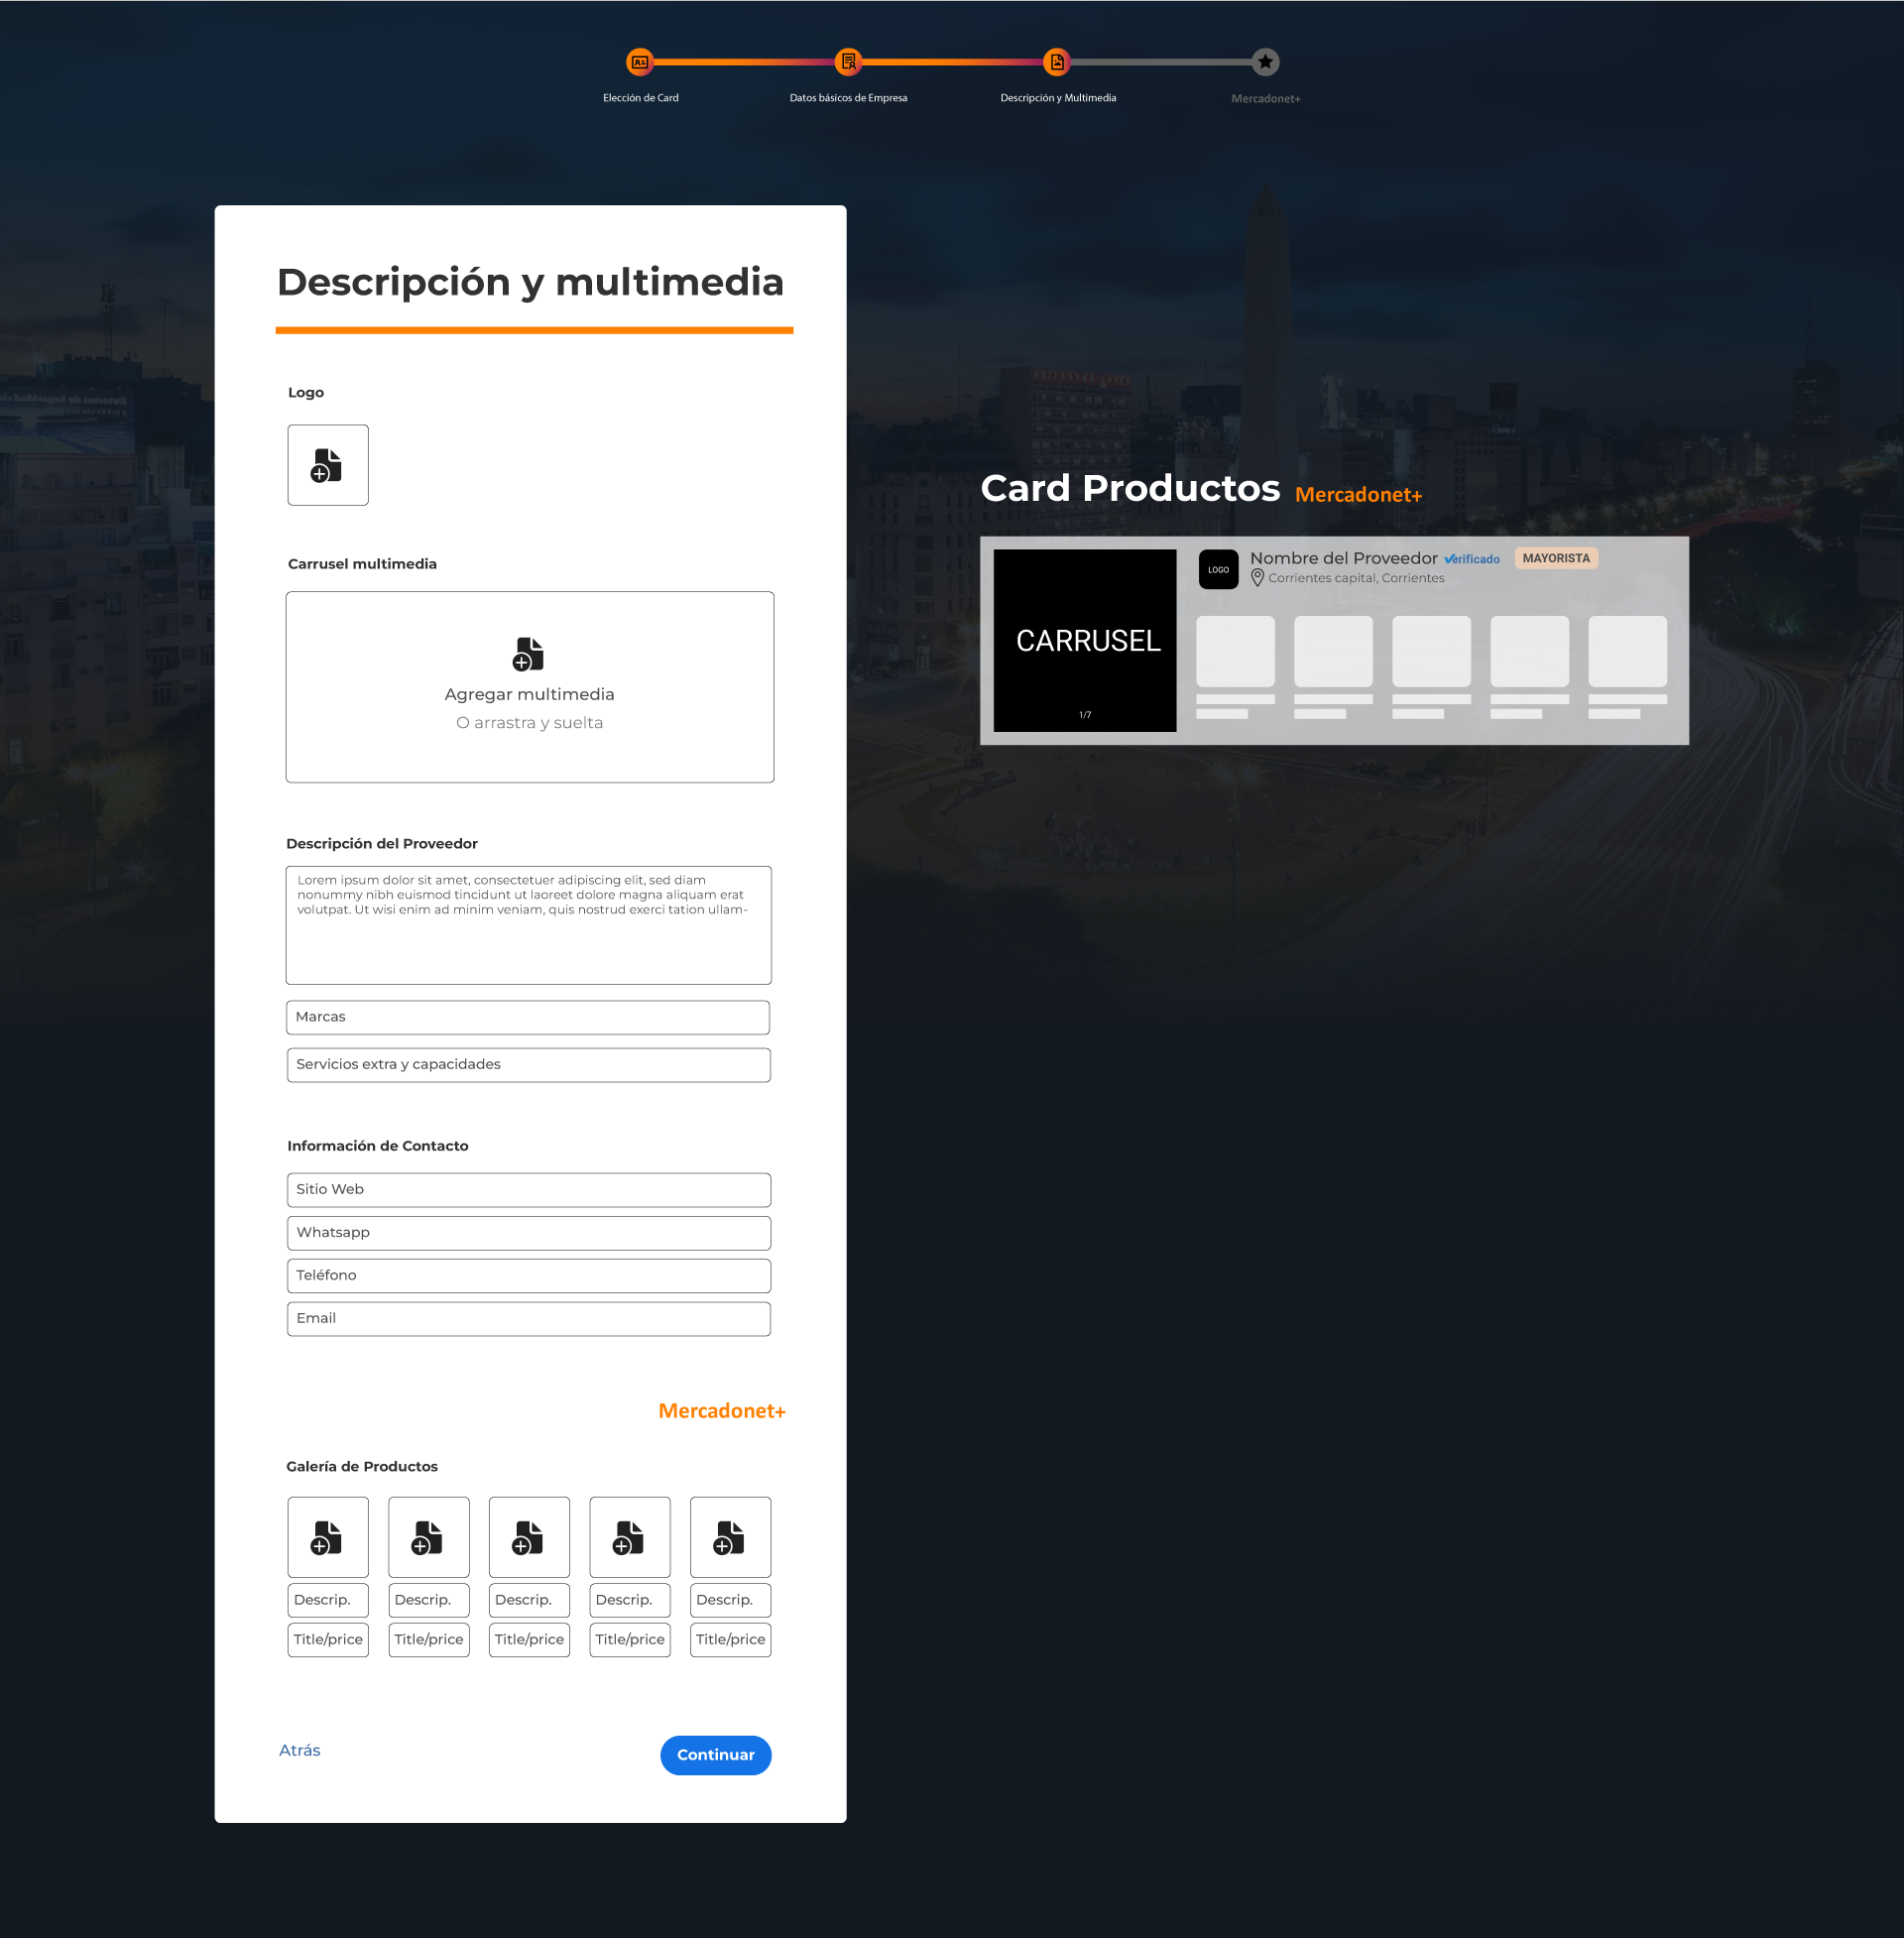 Elección de Card
Datos básicos de Empresa
Descripción y Multimedia
Mercadonet+
Descripción y multimedia
Logo
Carrusel multimedia
Agregar multimedia
O arrastra y suelta
Descripción del Proveedor
Lorem ipsum dolor sit amet, consectetuer adipiscing elit, sed diam
nonummy nibh euismod tincidunt ut laoreet dolore magna aliquam erat
volutpat. Ut wisi enim ad minim veniam, quis nostrud exerci tation ullam-
Marcas
Servicios extra y capacidades
Información de Contacto
Sitio Web
Whatsapp
Teléfono
Email
Mercadonet+
Galería de Productos
Descrip. Descrip. Descrip. Descrip. Descrip.
Title/price Title/price Title/price Title/price Title/price
Atrás
Continuar
Card Productos Mercadonet+
CARRUSEL
1/7
LOGO
Nombre del Proveedor Verificado MAYORISTA
Corrientes capital, Corrientes